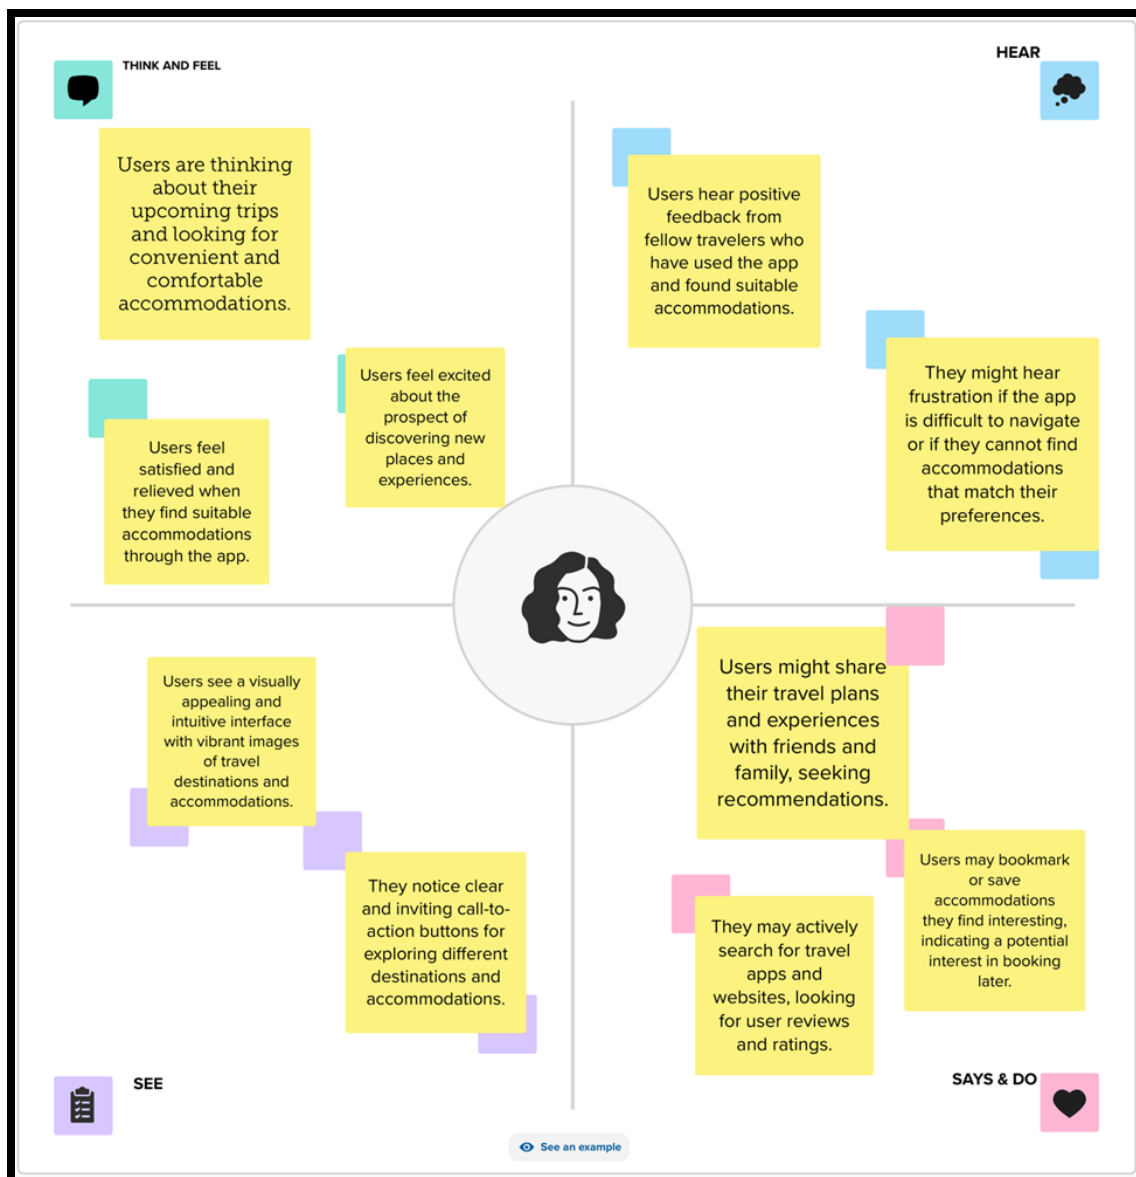 THINK AND FEEL
Users are thinking
about their
upcoming trips
and looking for
convenient and
comfortable
accommodations.
Users feel excited
about the
prospect of
discovering new
places and
experiences.
Users feel
satisfied and
relieved when
they find suitable
accommodations
through the app.
HEAR
Users hear positive
feedback from
fellow travelers who
have used the app
and found suitable
accommodations.
They might hear
frustration if the app
is difficult to navigate
or if they cannot find
accommodations
that match their
preferences.
Users see a visually
appealing and
intuitive interface
with vibrant images
of travel
destinations and
accommodations.
They notice clear
and inviting call-to-
action buttons for
exploring different
destinations and
accommodations.
SEE
Users might share
their travel plans
and experiences
with friends and
family, seeking
recommendations.
Users may bookmark
or save
accommodations
they find interesting,
indicating a potential
interest in booking
later.
They may actively
search for travel
apps and
websites, looking
for user reviews
and ratings.
SAYS & DO
See an example